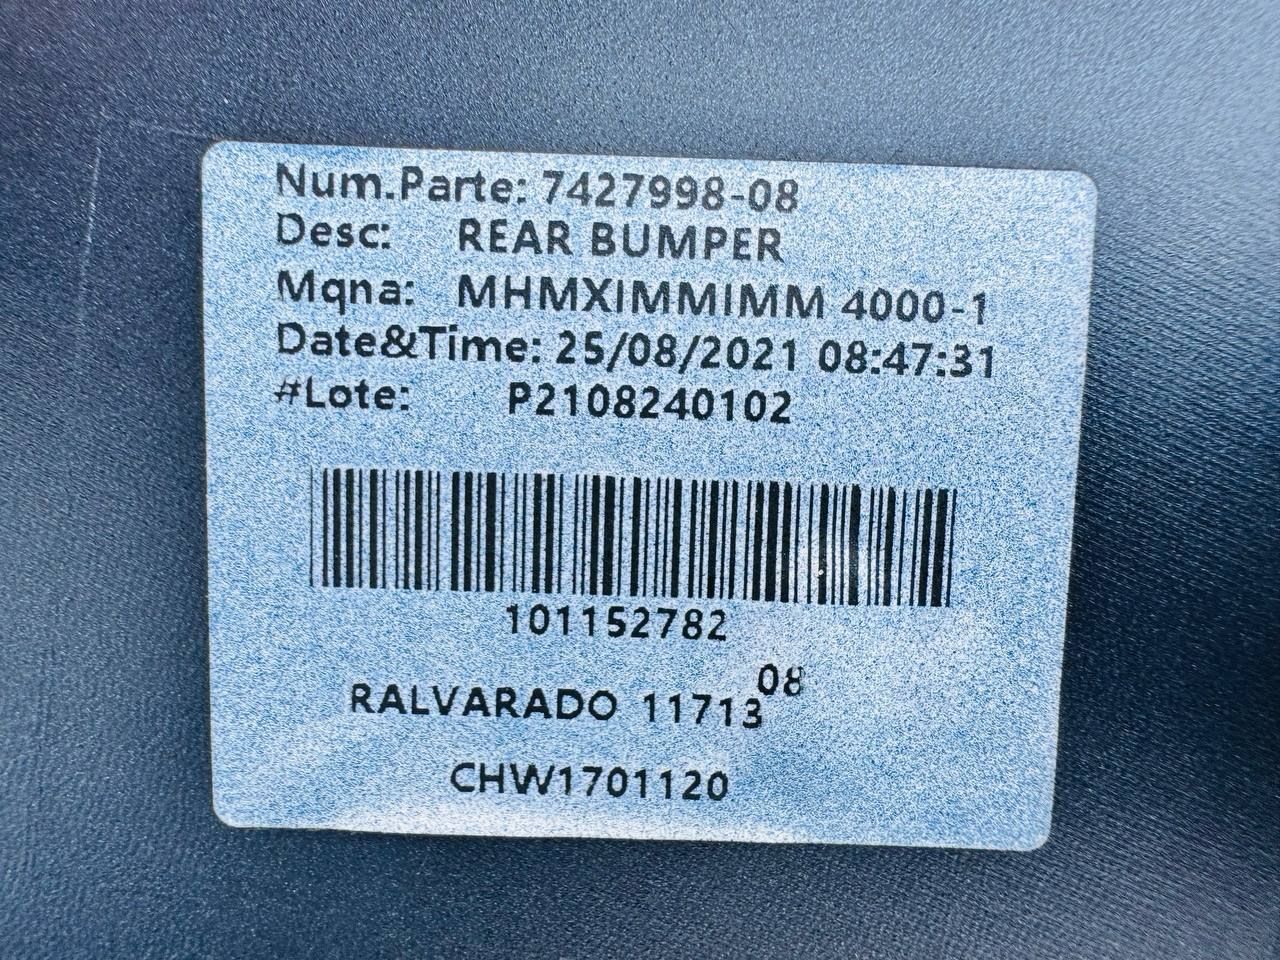 Num.Parte: 7427998-08
Desc: REAR BUMPER
Mqna: MHMXIMMIMM 4000-1
Date&Time: 25/08/2021 08:47:31
#Lote: P2108240102
101152782
08
RALVARADO 11713
CHW1701120